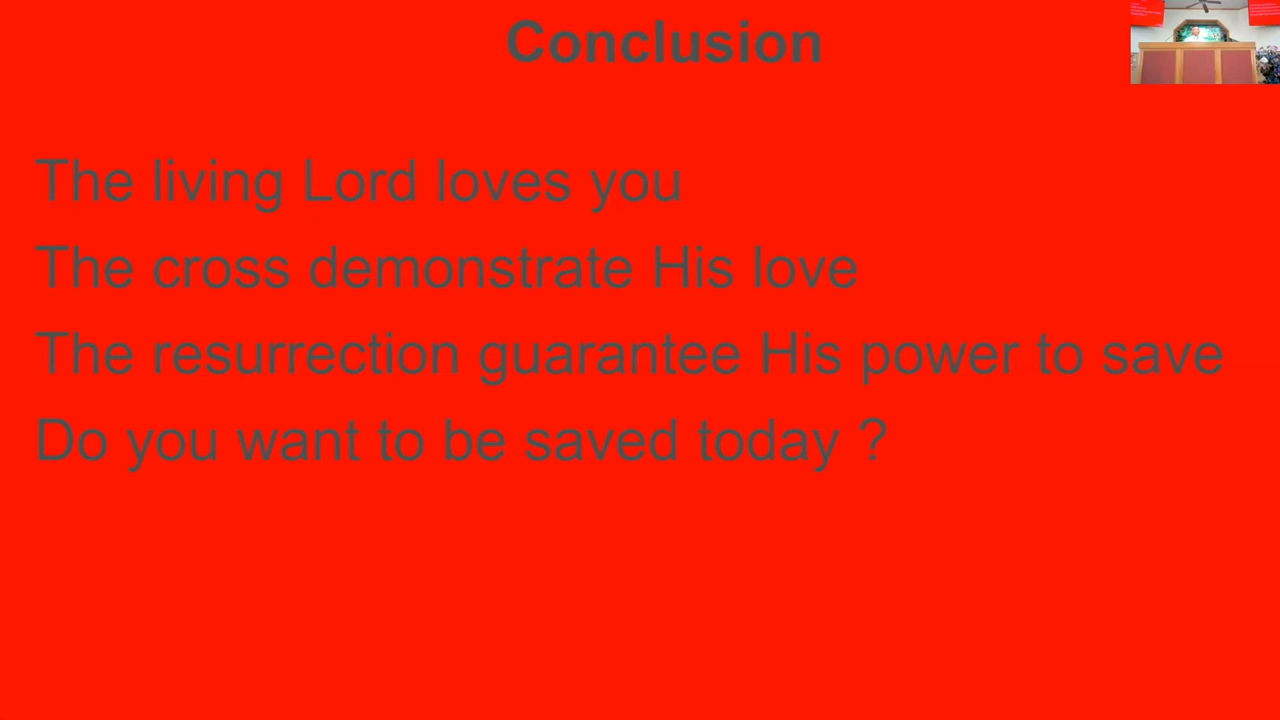 Conclusion
The living Lord loves you
The cross demonstrate His love
The resurrection guarantee His power to save
Do you want to be saved today ?